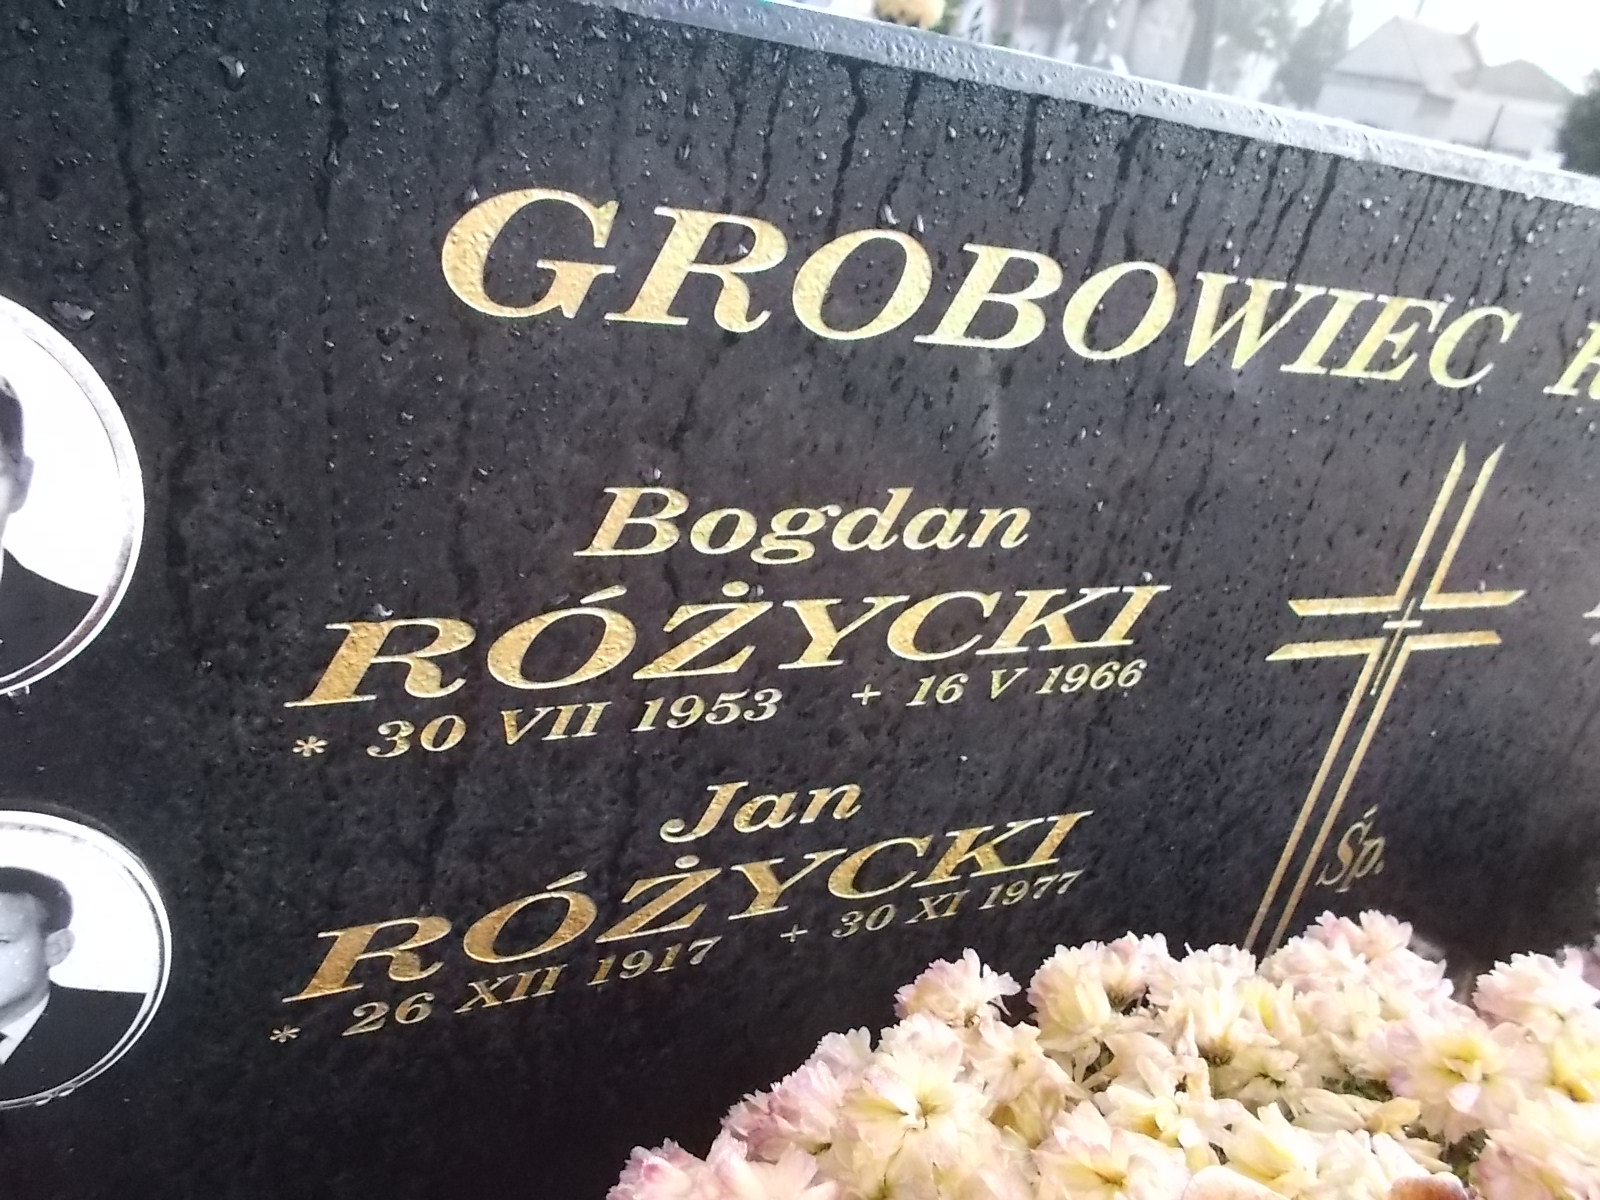 GROBOWIEC
Bogdan
RÓŻYCKI
* 30 VII 1953 + 16 V 1966
Jan
RÓŻYCKI
* 26 XII 1917 + 30 XI 1977
Śp.